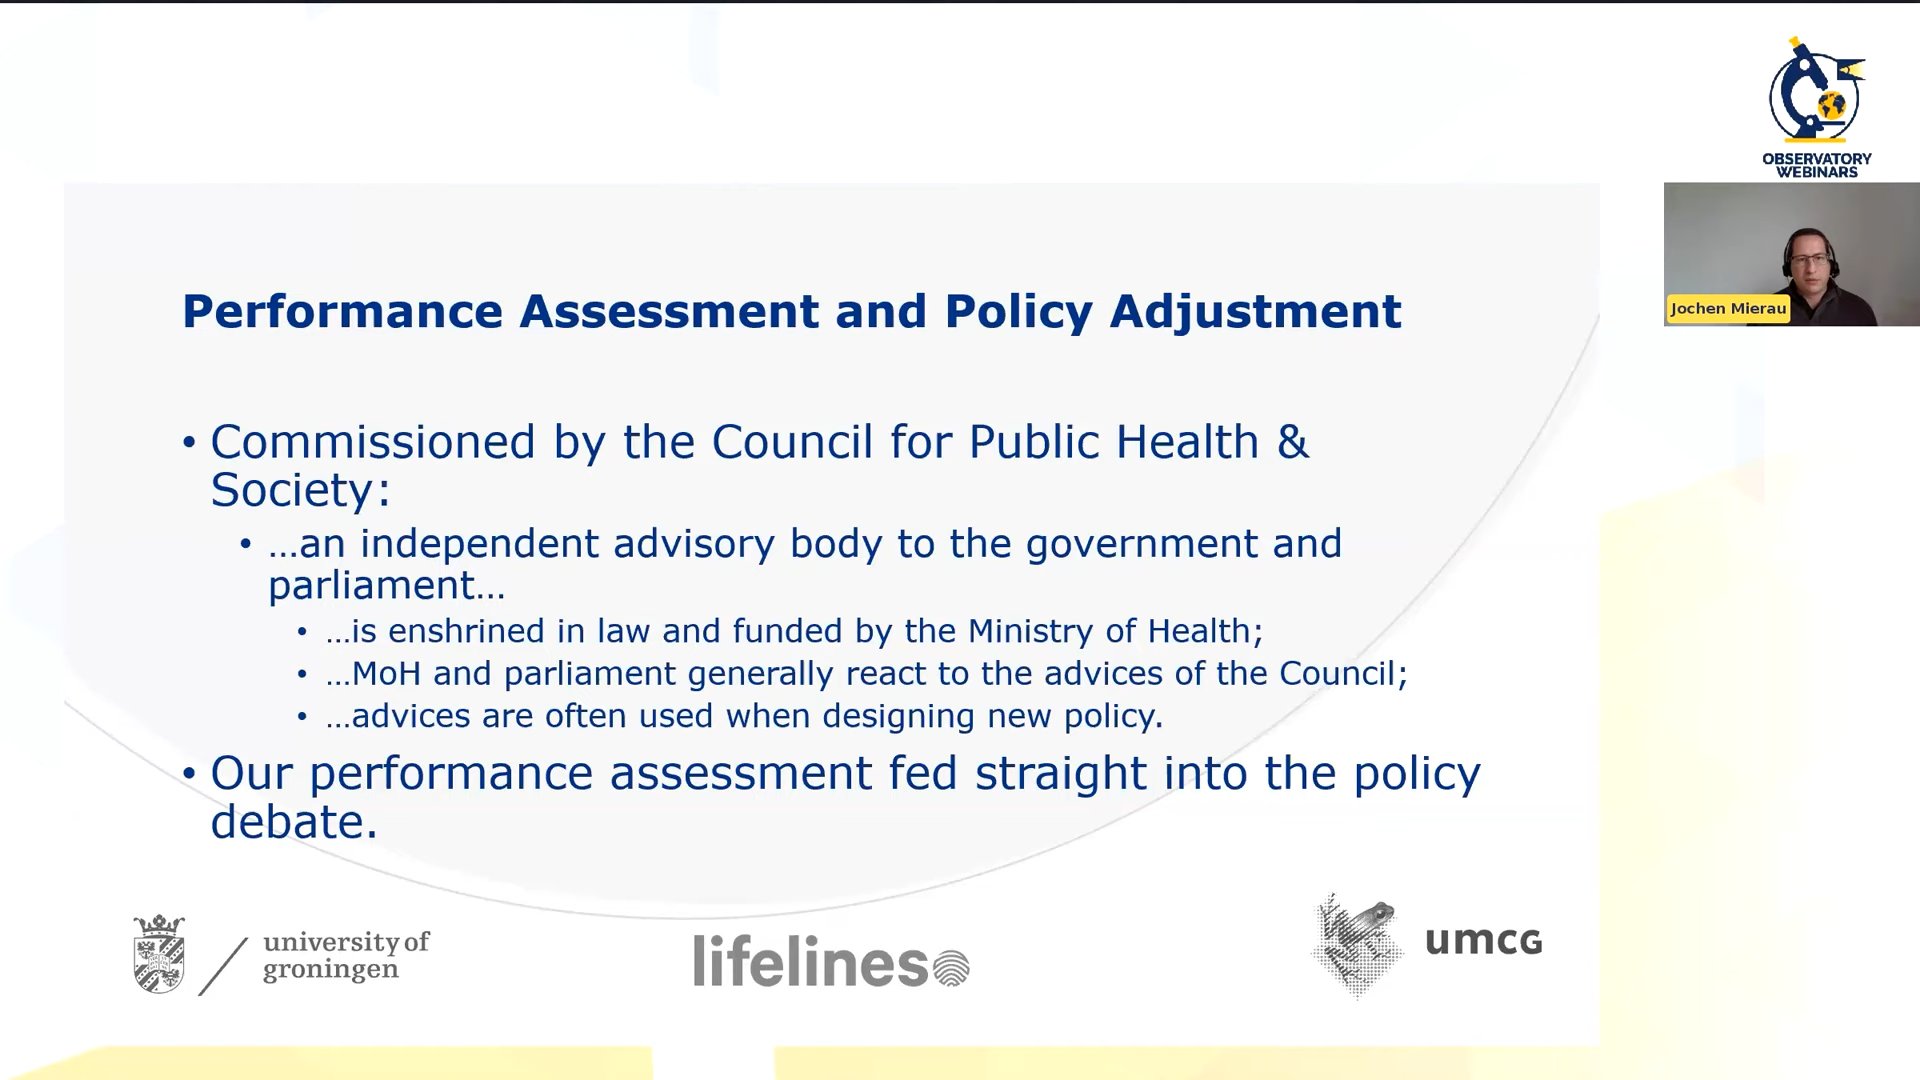 OBSERVATORY
WEBINARS
Jochen Mierau
Performance Assessment and Policy Adjustment
• Commissioned by the Council for Public Health &
Society:
• …an independent advisory body to the government and
parliament…
• …is enshrined in law and funded by the Ministry of Health;
• …MoH and parliament generally react to the advices of the Council;
• …advices are often used when designing new policy.
• Our performance assessment fed straight into the policy
debate.
university of
groningen
lifelines
umcg